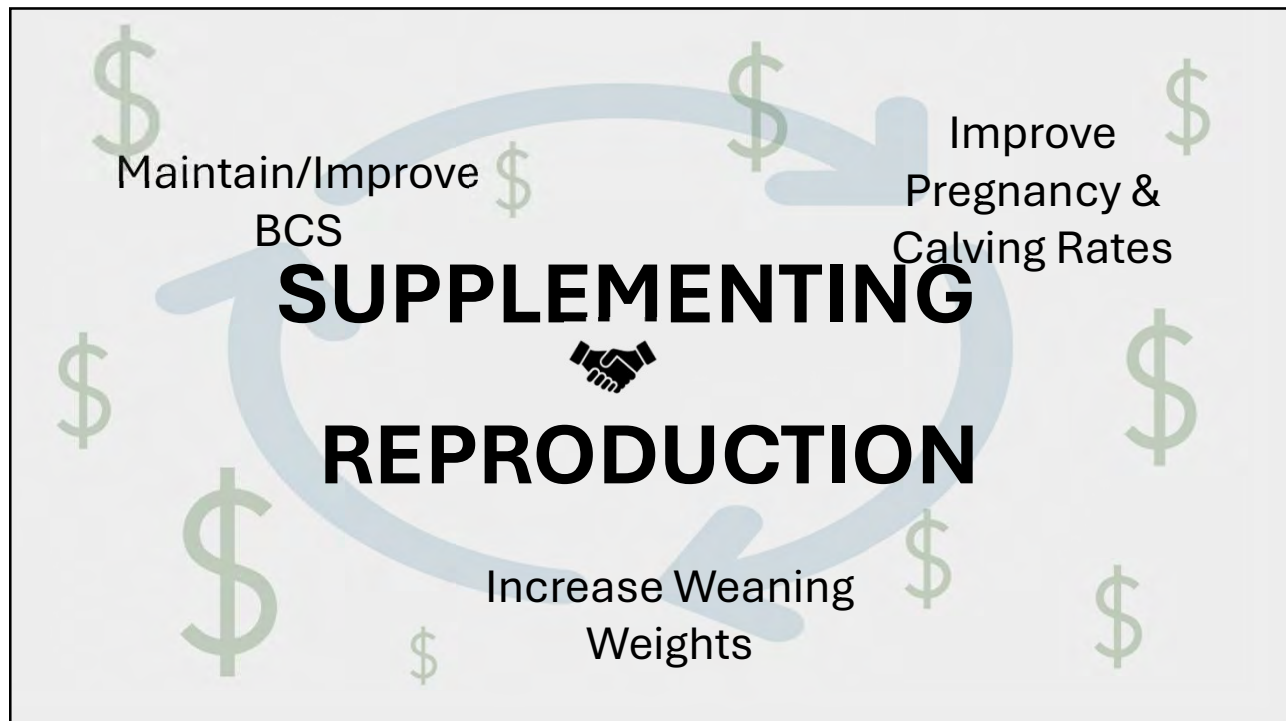 Maintain/Improve
BCS
Improve
Pregnancy &
Calving Rates
SUPPLEMENTING
REPRODUCTION
Increase Weaning
Weights